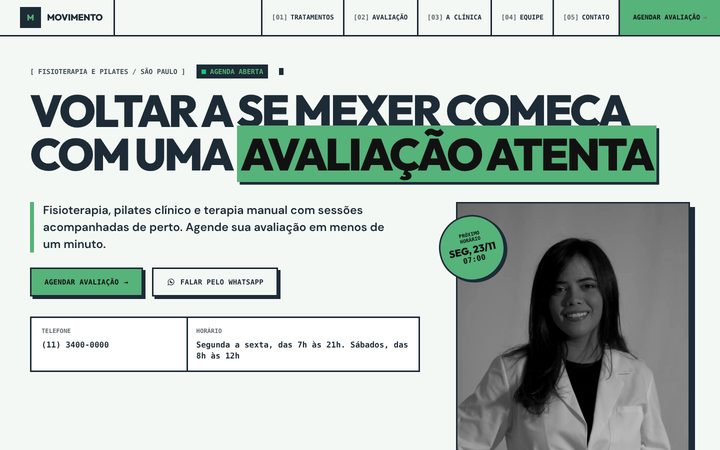 M MOVIMENTO
[01] TRATAMENTOS
[02] AVALIAÇÃO
[03] A CLÍNICA
[04] EQUIPE
[05] CONTATO
AGENDAR AVALIAÇÃO →
[ FISIOTERAPIA E PILATES / SÃO PAULO ]
AGENDA ABERTA
VOLTAR A SE MEXER COMEÇA
COM UMA AVALIAÇÃO ATENTA
Fisioterapia, pilates clínico e terapia manual com sessões
acompanhadas de perto. Agende sua avaliação em menos de
um minuto.
AGENDAR AVALIAÇÃO →
FALAR PELO WHATSAPP
TELEFONE
(11) 3400-0000
HORÁRIO
Segunda a sexta, das 7h às 21h. Sábados, das
8h às 12h
PRÓXIMO
HORÁRIO
SEG, 23/11
07:00